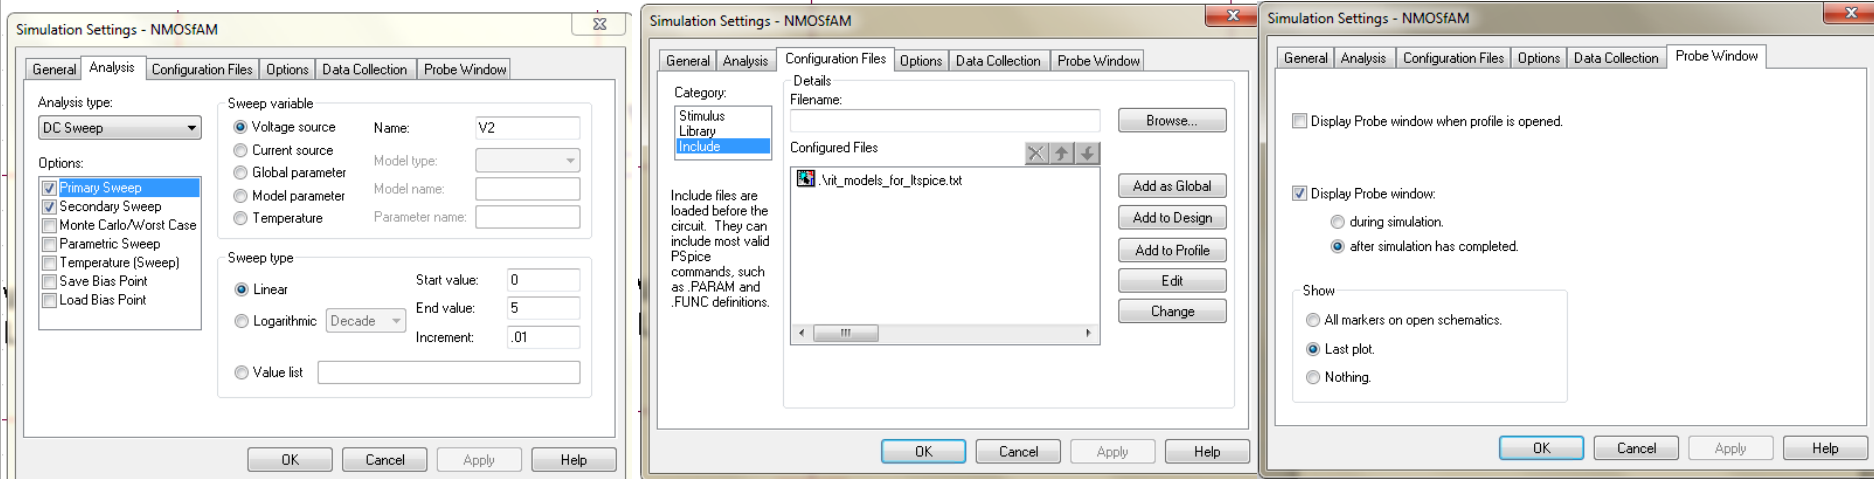 Simulation Settings - NMOSfAM
General Analysis Configuration Files Options Data Collection Probe Window
Analysis type:
DC Sweep
Options:
Primary Sweep
Secondary Sweep
Monte Carlo/Worst Case
Parametric Sweep
Temperature (Sweep)
Save Bias Point
Load Bias Point
Sweep variable
Voltage source
Current source
Global parameter
Model parameter
Temperature
Name: V2
Model type:
Model name:
Parameter name:
Sweep type
Linear
Logarithmic Decade
Value list
Start value: 0
End value: 5
Increment: .01
OK Cancel Apply Help
Simulation Settings - NMOSfAM
General Analysis Configuration Files Options Data Collection Probe Window
Category:
Stimulus
Library
Include
Include files are
loaded before the
circuit. They can
include most valid
PSpice
commands, such
as .PARAM and
.FUNC definitions.
Details
Filename:
Browse...
Configured Files
.\rit_models_for_ltspice.txt
Add as Global
Add to Design
Add to Profile
Edit
Change
OK Cancel Apply Help
Simulation Settings - NMOSfAM
General Analysis Configuration Files Options Data Collection Probe Window
Display Probe window when profile is opened.
Display Probe window:
during simulation.
after simulation has completed.
Show
All markers on open schematics.
Last plot.
Nothing.
OK Cancel Apply Help